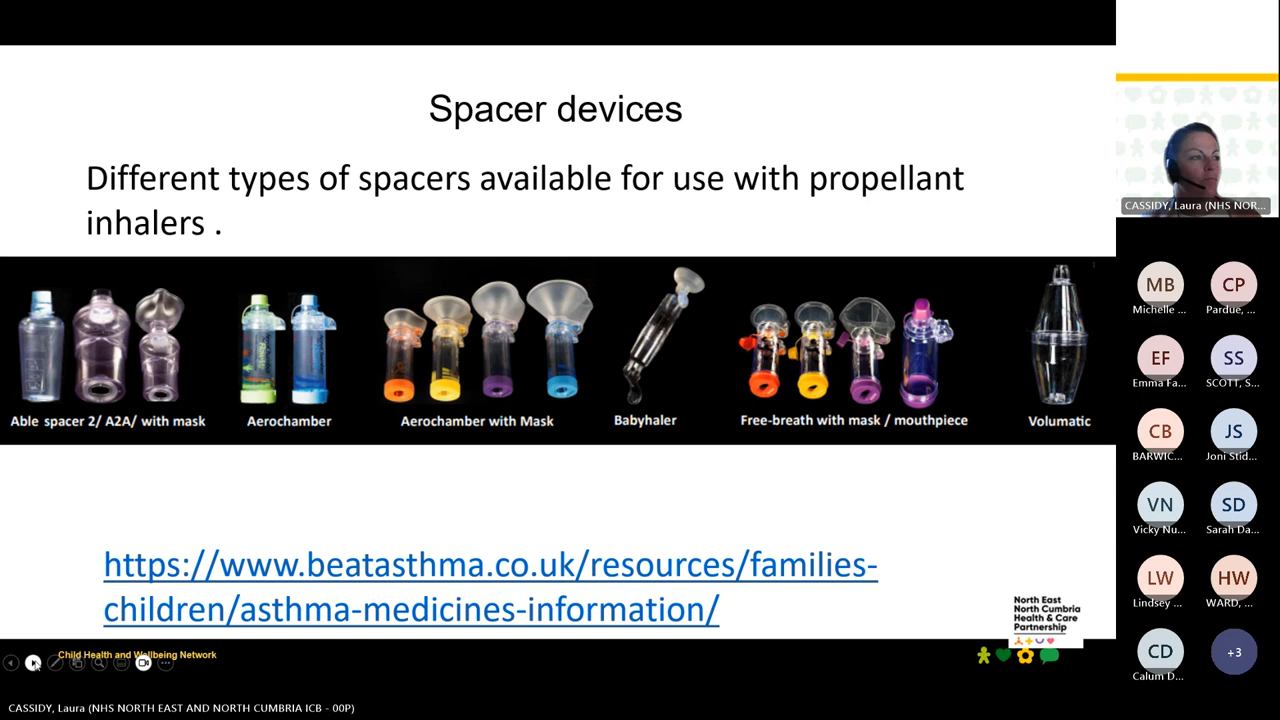 Spacer devices
Different types of spacers available for use with propellant
inhalers .
Able spacer 2/ A2A/ with mask
Aerochamber
Aerochamber with Mask
Babyhaler
Free-breath with mask / mouthpiece
Volumatic
https://www.beatasthma.co.uk/resources/families-
children/asthma-medicines-information/
North East
North Cumbria
Health & Care
Partnership
Child Health and Wellbeing Network
CASSIDY, Laura (NHS NORTH EAST AND NORTH CUMBRIA ICB - 00P)
CASSIDY, Laura (NHS NOR...
MB
Michelle ...
CP
Pardue, ...
EF
Emma Fa...
SS
SCOTT, S...
CB
BARWIC...
JS
Joni Stid...
VN
Vicky Nu...
SD
Sarah Da...
LW
Lindsey ...
HW
WARD, ...
CD
Calum D...
+3